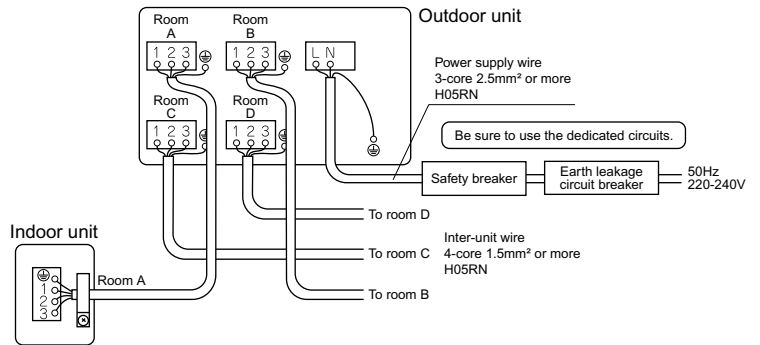 Outdoor unit
Room
A
Room
B
1 2 3
1 2 3
L N
Power supply wire
3-core 2.5mm² or more
H05RN
Room
C
Room
D
1 2 3
1 2 3
Be sure to use the dedicated circuits.
Safety breaker
Earth leakage
circuit breaker
50Hz
220-240V
To room D
Inter-unit wire
4-core 1.5mm² or more
H05RN
To room C
To room B
Indoor unit
Room A
1
2
3